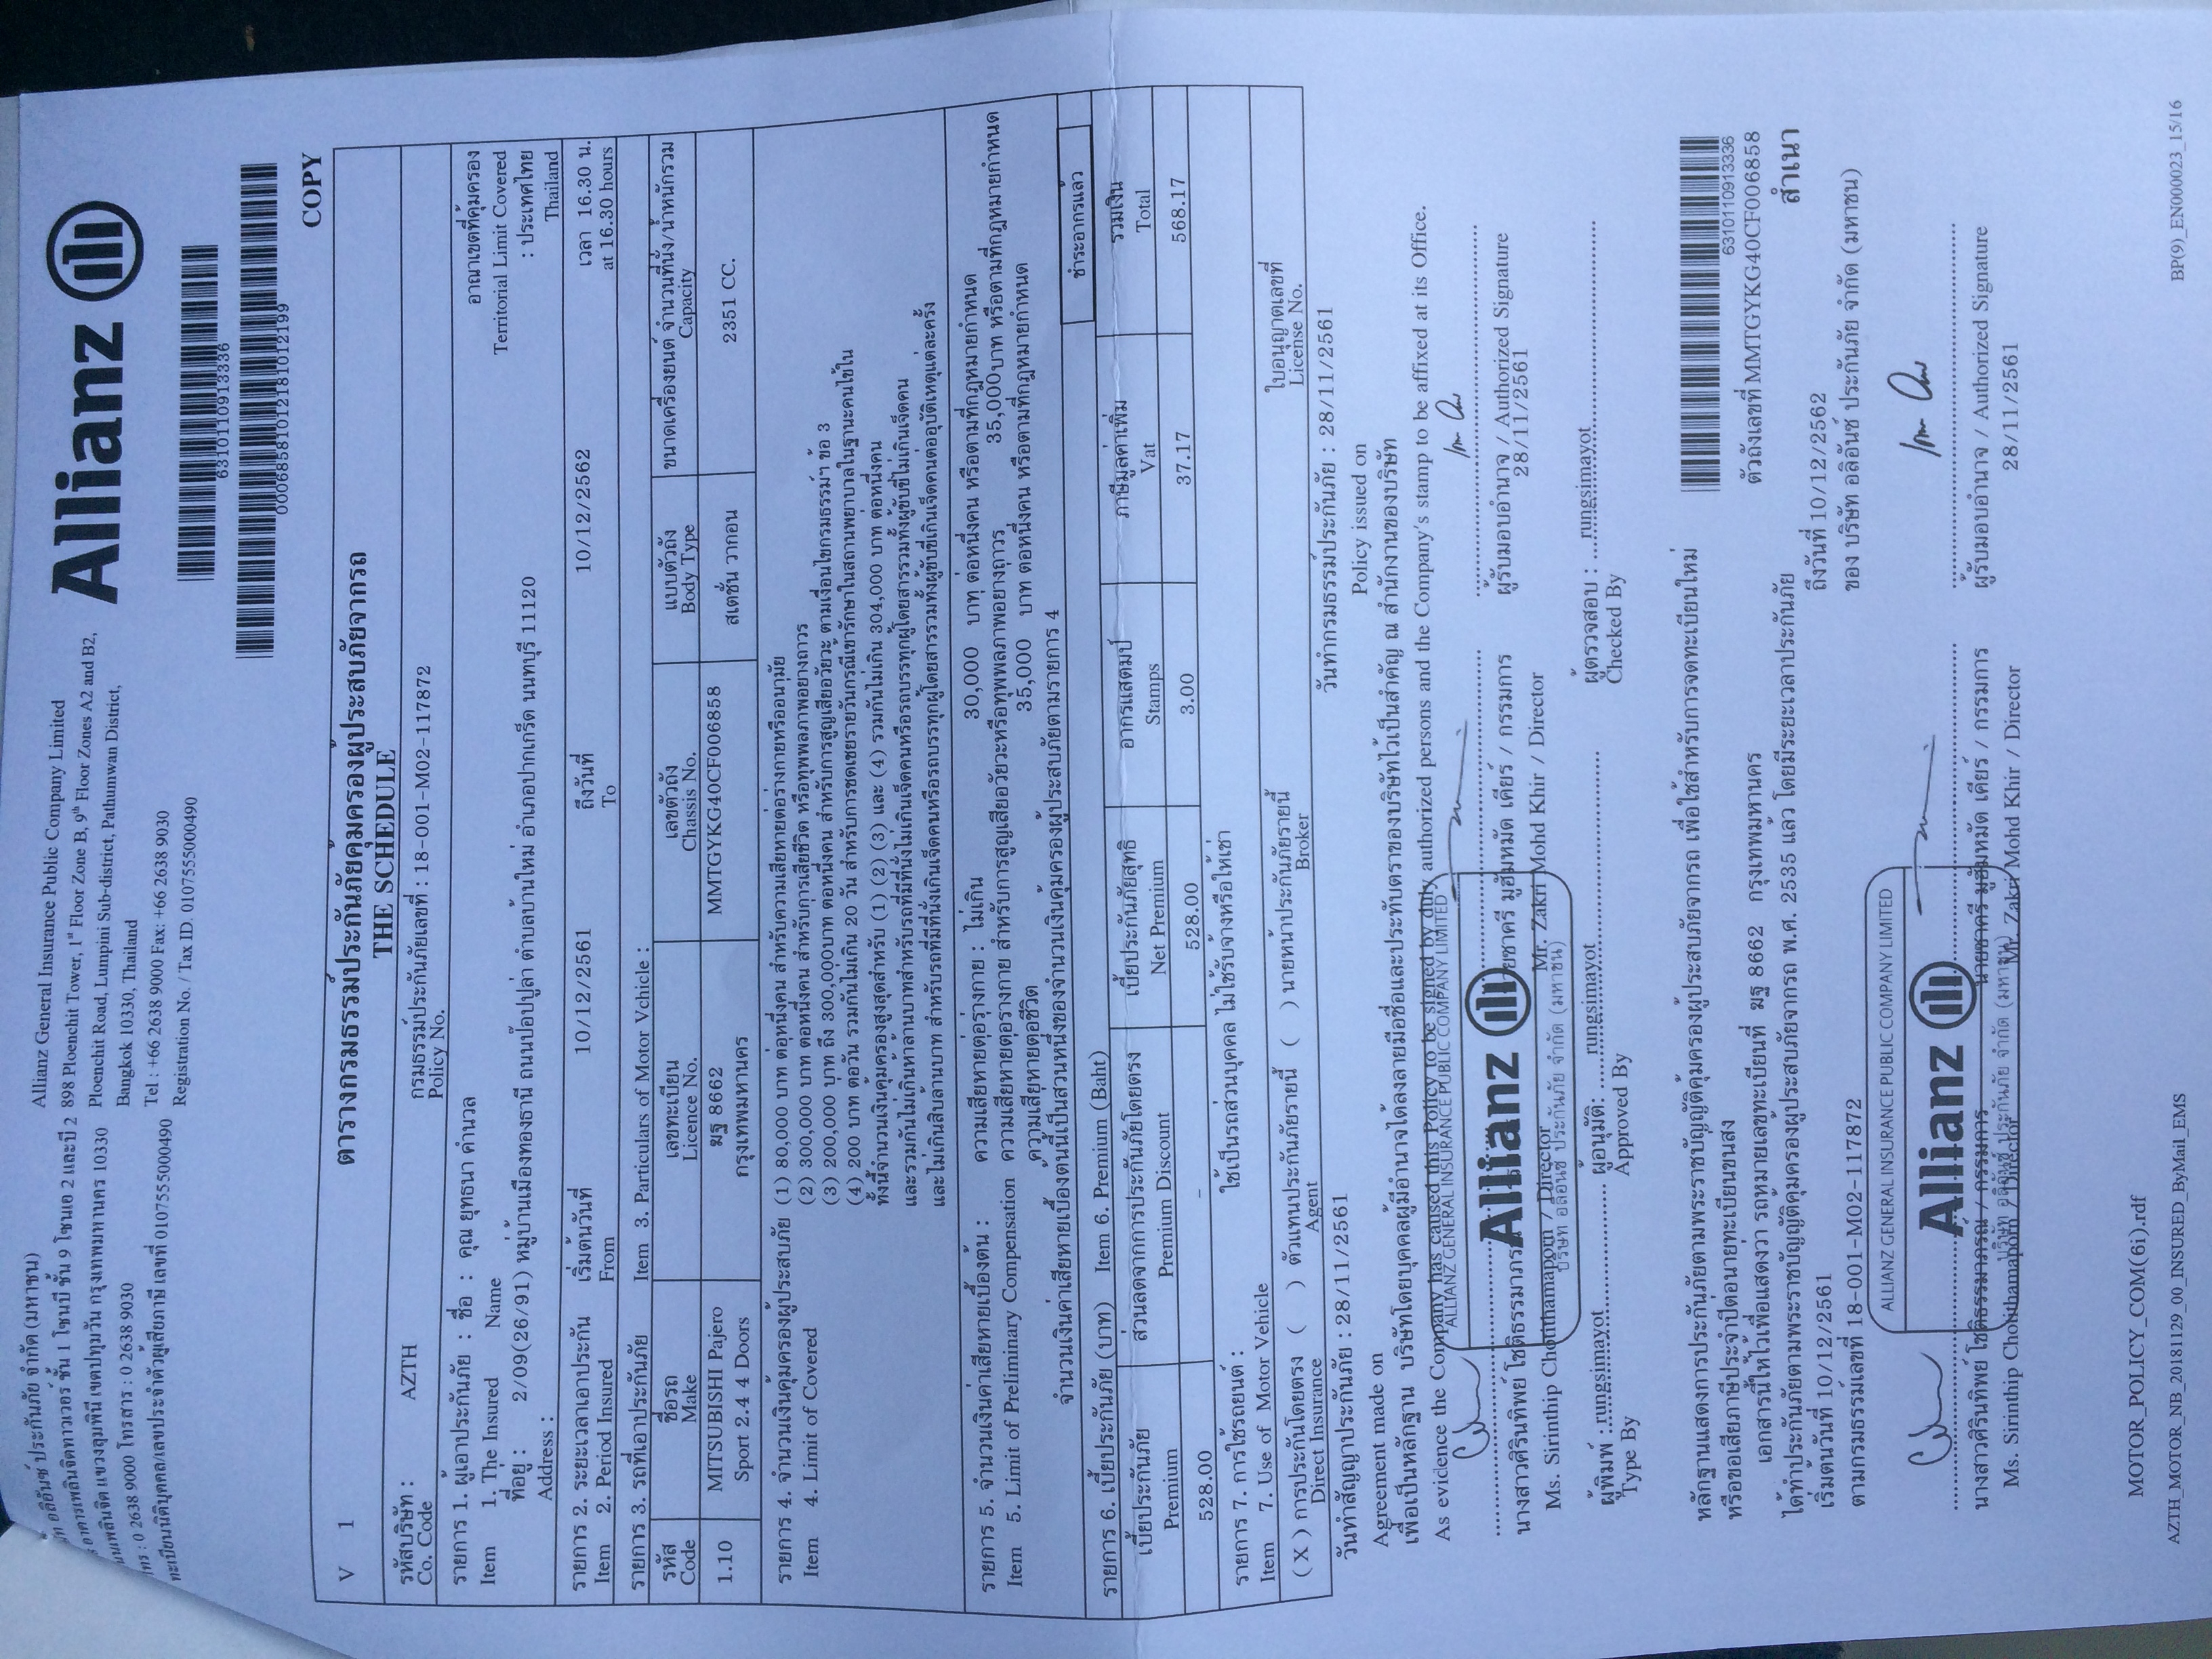 อลิอันซ์ ประกันภัย จำกัด (มหาชน)
อาคารเพลินจิตทาวเวอร์ ชั้น 1 โซนบี ชั้น 9 โซนเอ 2 และบี 2
เพลินจิต แขวงลุมพินี เขตปทุมวัน กรุงเทพมหานคร 10330
: 0 2638 9000 โทรสาร : 0 2638 9030
ทะเบียนนิติบุคคล/เลขประจำตัวผู้เสียภาษี เลขที่ 0107555000490
Allianz General Insurance Public Company Limited
898 Ploenchit Tower, 1st Floor Zone B, 9th Floor Zones A2 and B2,
Ploenchit Road, Lumpini Sub-district, Pathumwan District,
Bangkok 10330, Thailand
Tel : +66 2638 9000 Fax: +66 2638 9030
Registration No. / Tax ID. 0107555000490
Allianz
6310110913336
00068581012181012199
COPY
V 1
ตารางกรมธรรม์ประกันภัยคุ้มครองผู้ประสบภัยจากรถ
THE SCHEDULE
รหัสบริษัท : AZTH กรมธรรม์ประกันภัยเลขที่ : 18-001-M02-117872
Co. Code Policy No.
รายการ 1. ผู้เอาประกันภัย : ชื่อ : คุณ ยุทธนา คำนวล อาณาเขตที่คุ้มครอง
Item 1. The Insured Name Territorial Limit Covered
ที่อยู่ : 2/09(26/91) หมู่บ้านเมืองทองธานี ถนนป๊อปปูล่า ตำบลบ้านใหม่ อำเภอปากเกร็ด นนทบุรี 11120 : ประเทศไทย
Address : Thailand
รายการ 2. ระยะเวลาเอาประกัน เริ่มต้นวันที่ 10/12/2561 ถึงวันที่ 10/12/2562 เวลา 16.30 น.
Item 2. Period Insured From To at 16.30 hours
รายการ 3. รถที่เอาประกันภัย Item 3. Particulars of Motor Vehicle :
รหัส ชื่อรถ เลขทะเบียน เลขตัวถัง แบบตัวถัง ขนาดเครื่องยนต์ จำนวนที่นั่ง/น้ำหนักรวม
Code Make Licence No. Chassis No. Body Type Capacity
1.10 MITSUBISHI Pajero ฆฐ 8662 MMTGYKG40CF006858 สเตชั่น วากอน 2351 CC.
Sport 2.4 4 Doors กรุงเทพมหานคร
รายการ 4. จำนวนเงินคุ้มครองผู้ประสบภัย (1) 80,000 บาท ต่อหนึ่งคน สำหรับความเสียหายต่อร่างกายหรืออนามัย
Item 4. Limit of Covered (2) 300,000 บาท ต่อหนึ่งคน สำหรับการเสียชีวิต หรือทุพพลภาพอย่างถาวร
(3) 200,000 บาท ถึง 300,000บาท ต่อหนึ่งคน สำหรับการสูญเสียอวัยวะ ตามเงื่อนไขกรมธรรม์ฯ ข้อ 3
(4) 200 บาท ต่อวัน รวมกันไม่เกิน 20 วัน สำหรับการชดเชยรายวันกรณีเข้ารักษาในสถานพยาบาลในฐานะคนไข้ใน
ทั้งนี้จำนวนเงินคุ้มครองสูงสุดสำหรับ (1) (2) (3) และ (4) รวมกันไม่เกิน 304,000 บาท ต่อหนึ่งคน
และรวมกันไม่เกินห้าล้านบาทสำหรับรถที่มีที่นั่งไม่เกินเจ็ดคนหรือรถบรรทุกผู้โดยสารรวมทั้งผู้ขับขี่ไม่เกินเจ็ดคน
และไม่เกินสิบล้านบาท สำหรับรถที่มีที่นั่งเกินเจ็ดคนหรือรถบรรทุกผู้โดยสารรวมทั้งผู้ขับขี่เกินเจ็ดคนต่ออุบัติเหตุแต่ละครั้ง
รายการ 5. จำนวนเงินค่าเสียหายเบื้องต้น : ความเสียหายต่อร่างกาย : ไม่เกิน 30,000 บาท ต่อหนึ่งคน หรือตามที่กฎหมายกำหนด
Item 5. Limit of Preliminary Compensation ความเสียหายต่อร่างกาย สำหรับการสูญเสียอวัยวะหรือทุพพลภาพอย่างถาวร 35,000บาท หรือตามที่กฎหมายกำหนด
ความเสียหายต่อชีวิต 35,000 บาท ต่อหนึ่งคน หรือตามที่กฎหมายกำหนด
จำนวนเงินค่าเสียหายเบื้องต้นนี้เป็นส่วนหนึ่งของจำนวนเงินคุ้มครองผู้ประสบภัยตามรายการ 4
ชำระอากรแล้ว
รายการ 6. เบี้ยประกันภัย (บาท) Item 6. Premium (Baht)
เบี้ยประกันภัย ส่วนลดจากการประกันภัยโดยตรง เบี้ยประกันภัยสุทธิ อากรแสตมป์ ภาษีมูลค่าเพิ่ม รวมเงิน
Premium Premium Discount Net Premium Stamps Vat Total
528.00 – 528.00 3.00 37.17 568.17
รายการ 7. การใช้รถยนต์ : ใช้เป็นรถส่วนบุคคล ไม่ใช้รับจ้างหรือให้เช่า
Item 7. Use of Motor Vehicle
(X) การประกันโดยตรง ( ) ตัวแทนประกันภัยรายนี้ ( ) นายหน้าประกันภัยรายนี้ ใบอนุญาตเลขที่
Direct Insurance Agent Broker License No.
วันทำสัญญาประกันภัย : 28/11/2561 วันทำกรมธรรม์ประกันภัย : 28/11/2561
Agreement made on Policy issued on
เพื่อเป็นหลักฐาน บริษัทโดยบุคคลผู้มีอำนาจได้ลงลายมือชื่อและประทับตราของบริษัทไว้เป็นสำคัญ ณ สำนักงานของบริษัท
As evidence the Company has caused this Policy to be signed by duly authorized persons and the Company's stamp to be affixed at its Office.
ALLIANZ GENERAL INSURANCE PUBLIC COMPANY LIMITED
Allianz
นางสาวศิรินทิพย์ โชติธรรมาภรณ์ นายซาครี มูฮัมหมัด เคียร์ / กรรมการ ผู้รับมอบอำนาจ / Authorized Signature
28/11/2561
Ms. Sirinthip Chotithamaporn / Director Mr. Zakri Mohd Khir / Director
บริษัท อลิอันซ์ ประกันภัย จำกัด (มหาชน)
ผู้พิมพ์ : rungsimayot ผู้อนุมัติ: rungsimayot ผู้ตรวจสอบ : rungsimayot
Type By Approved By Checked By
หลักฐานแสดงการประกันภัยตามพระราชบัญญัติคุ้มครองผู้ประสบภัยจากรถ เพื่อใช้สำหรับการจดทะเบียนใหม่
หรือขอเสียภาษีประจำปีต่อนายทะเบียนขนส่ง
6310110913336
เอกสารนี้ให้ไว้เพื่อแสดงว่า รถหมายเลขทะเบียนที่ ฆฐ 8662 กรุงเทพมหานคร ตัวถังเลขที่ MMTGYKG40CF006858
ได้ทำประกันภัยตามพระราชบัญญัติคุ้มครองผู้ประสบภัยจากรถ พ.ศ. 2535 แล้ว โดยมีระยะเวลาประกันภัย สำเนา
เริ่มต้นวันที่ 10/12/2561 ถึงวันที่ 10/12/2562
ตามกรมธรรม์เลขที่ 18-001-M02-117872 ของ บริษัท อลิอันซ์ ประกันภัย จำกัด (มหาชน)
ALLIANZ GENERAL INSURANCE PUBLIC COMPANY LIMITED
Allianz
นางสาวศิรินทิพย์ โชติธรรมาภรณ์ / กรรมการ นายซาครี มูฮัมหมัด เคียร์ / กรรมการ ผู้รับมอบอำนาจ / Authorized Signature
บริษัท อลิอันซ์ ประกันภัย จำกัด (มหาชน)
Ms. Sirinthip Chotithamaporn / Director Mr. Zakri Mohd Khir / Director 28/11/2561
MOTOR_POLICY_COM(6i).rdf
AZTH_MOTOR_NB_20181129_00_INSURED_ByMail_EMS BP(9)_EN000023_15/16